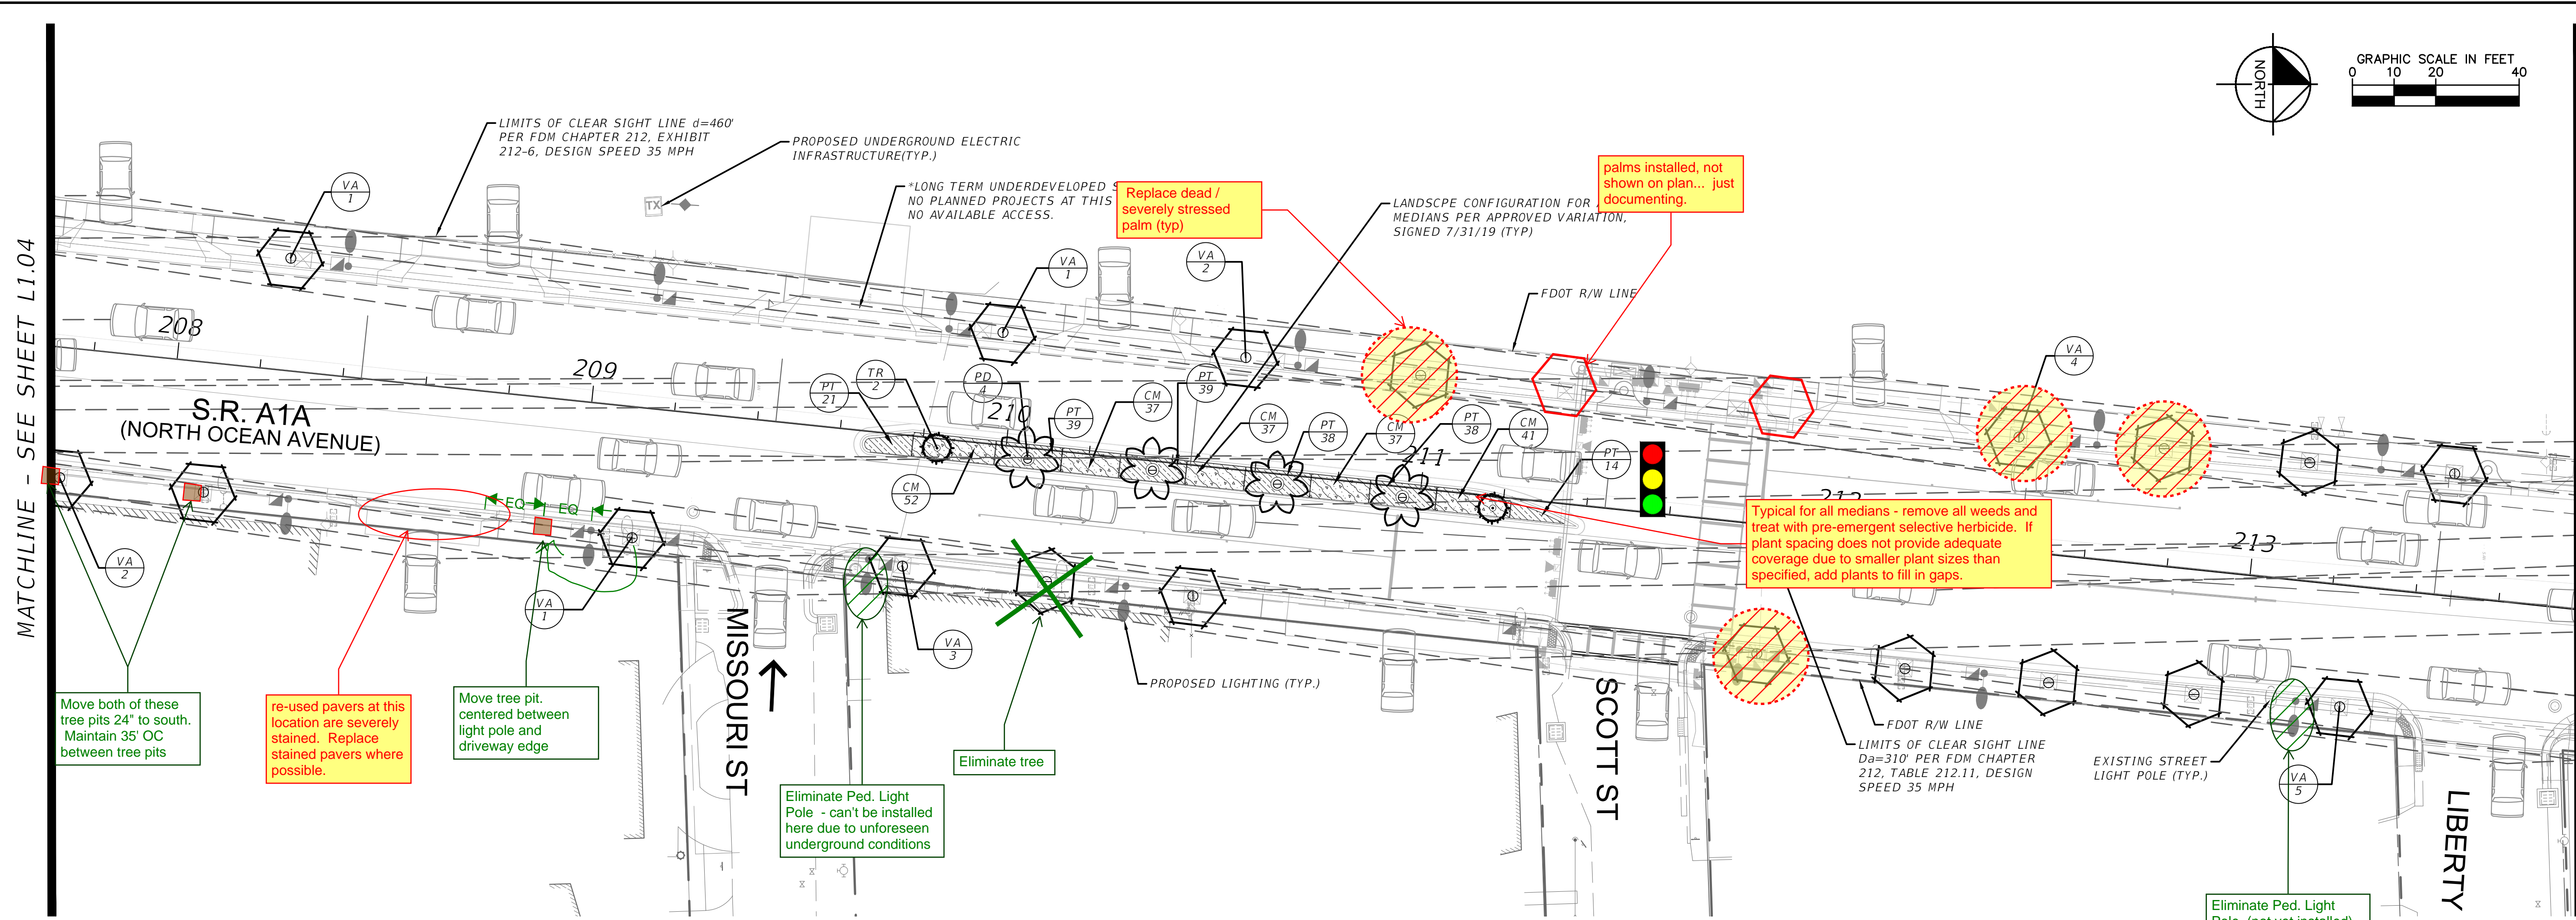 GRAPHIC SCALE IN FEET
0 10 20 40
NORTH
MATCHLINE - SEE SHEET L1.04
LIMITS OF CLEAR SIGHT LINE d=460'
PER FDM CHAPTER 212, EXHIBIT
212-6, DESIGN SPEED 35 MPH
PROPOSED UNDERGROUND ELECTRIC
INFRASTRUCTURE(TYP.)
TX
*LONG TERM UNDERDEVELOPED S
NO PLANNED PROJECTS AT THIS
NO AVAILABLE ACCESS.
Replace dead /
severely stressed
palm (typ)
LANDSCPE CONFIGURATION FOR
MEDIANS PER APPROVED VARIATION,
SIGNED 7/31/19 (TYP)
palms installed, not
shown on plan... just
documenting.
FDOT R/W LINE
VA
1
VA
1
VA
2
VA
4
208
209
210
211
212
213
S.R. A1A
(NORTH OCEAN AVENUE)
PT
21
TR
2
PD
4
PT
39
CM
37
PT
39
CM
37
PT
38
CM
37
PT
38
CM
41
PT
14
CM
52
EQ
EQ
VA
2
VA
1
VA
3
VA
5
Typical for all medians - remove all weeds and
treat with pre-emergent selective herbicide. If
plant spacing does not provide adequate
coverage due to smaller plant sizes than
specified, add plants to fill in gaps.
Move both of these
tree pits 24" to south.
Maintain 35' OC
between tree pits
re-used pavers at this
location are severely
stained. Replace
stained pavers where
possible.
Move tree pit.
centered between
light pole and
driveway edge
MISSOURI ST
Eliminate Ped. Light
Pole - can't be installed
here due to unforeseen
underground conditions
Eliminate tree
PROPOSED LIGHTING (TYP.)
SCOTT ST
FDOT R/W LINE
LIMITS OF CLEAR SIGHT LINE
Da=310' PER FDM CHAPTER
212, TABLE 212.11, DESIGN
SPEED 35 MPH
EXISTING STREET
LIGHT POLE (TYP.)
LIBERTY
Eliminate Ped. Light
Pole (not yet installed)